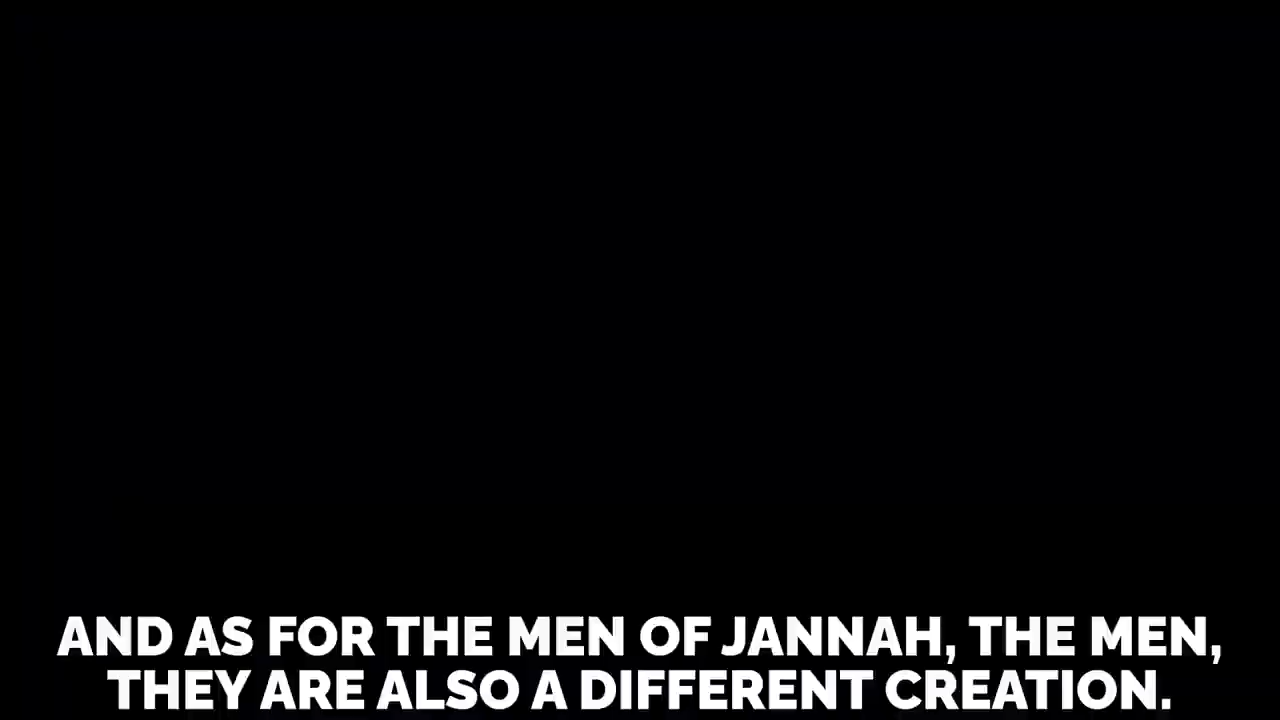 AND AS FOR THE MEN OF JANNAH, THE MEN,
THEY ARE ALSO A DIFFERENT CREATION.